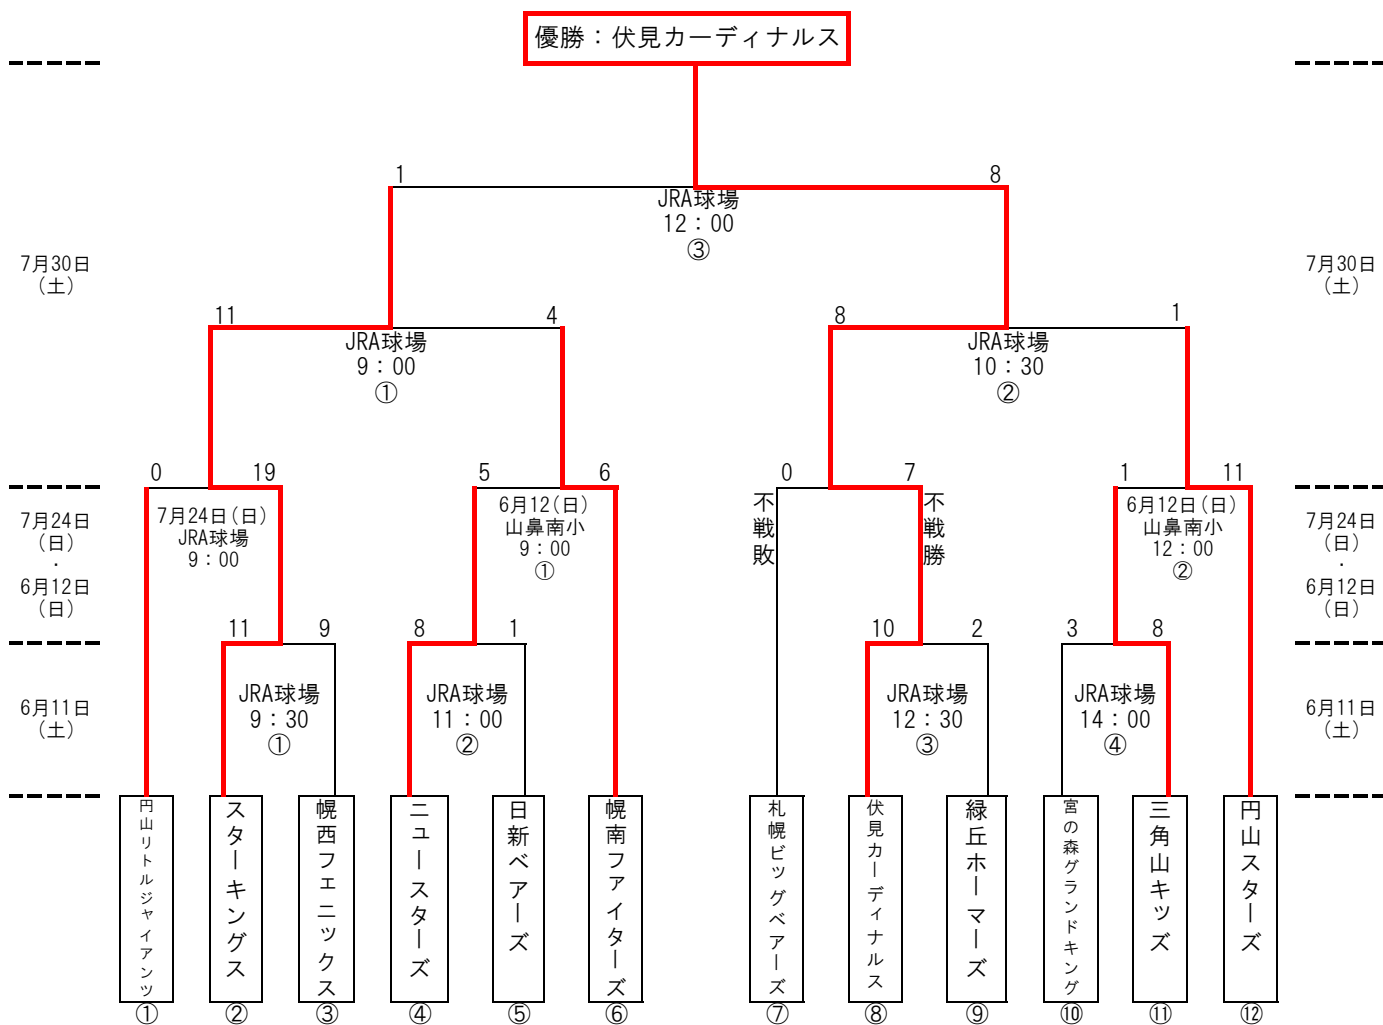 優勝：伏見カーディナルス
1
8
JRA球場
12：00
③
7月30日
（土）
7月30日
（土）
11
4
8
1
JRA球場
9：00
①
JRA球場
10：30
②
0
19
5
6
0
7
1
11
7月24日
（日）
・
6月12日
（日）
7月24日(日)
JRA球場
9：00
6月12(日)
山鼻南小
9：00
①
不戦敗
不戦勝
6月12日(日)
山鼻南小
12：00
②
7月24日
（日）
・
6月12日
（日）
11
9
8
1
10
2
3
8
6月11日
（土）
JRA球場
9：30
①
JRA球場
11：00
②
JRA球場
12：30
③
JRA球場
14：00
④
6月11日
（土）
円山リトルジャイアンツ
スターキングス
幌西フェニックス
ニュースターズ
日新ベアーズ
幌南ファイターズ
札幌ビッグベアーズ
伏見カーディナルス
緑丘ホーマーズ
宮の森グランドキング
三角山キッズ
円山スターズ
①
②
③
④
⑤
⑥
⑦
⑧
⑨
⑩
⑪
⑫